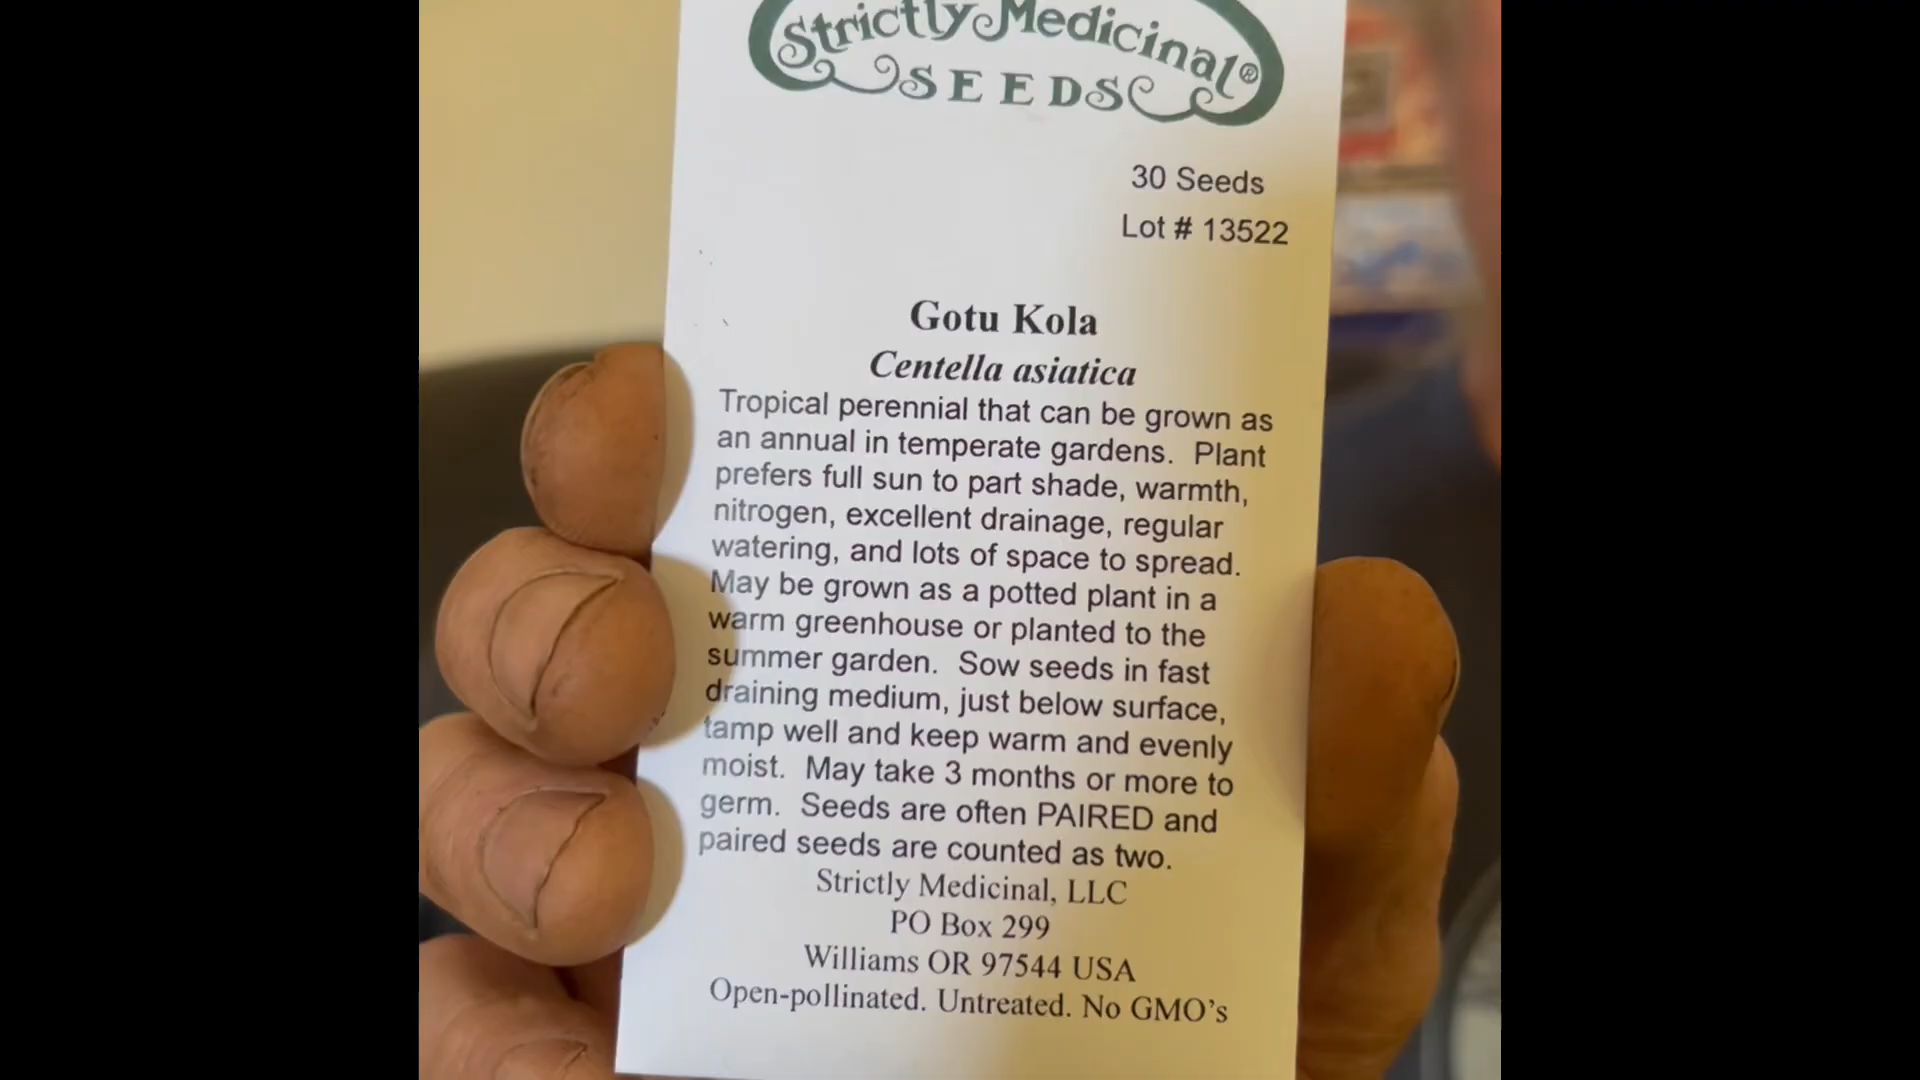 Strictly Medicinal®
SEEDS
30 Seeds
Lot # 13522
Gotu Kola
Centella asiatica
Tropical perennial that can be grown as
an annual in temperate gardens.  Plant
prefers full sun to part shade, warmth,
nitrogen, excellent drainage, regular
watering, and lots of space to spread.
May be grown as a potted plant in a
warm greenhouse or planted to the
summer garden.  Sow seeds in fast
draining medium, just below surface,
tamp well and keep warm and evenly
moist.  May take 3 months or more to
germ.  Seeds are often PAIRED and
paired seeds are counted as two.
Strictly Medicinal, LLC
PO Box 299
Williams OR 97544 USA
Open-pollinated. Untreated. No GMO's